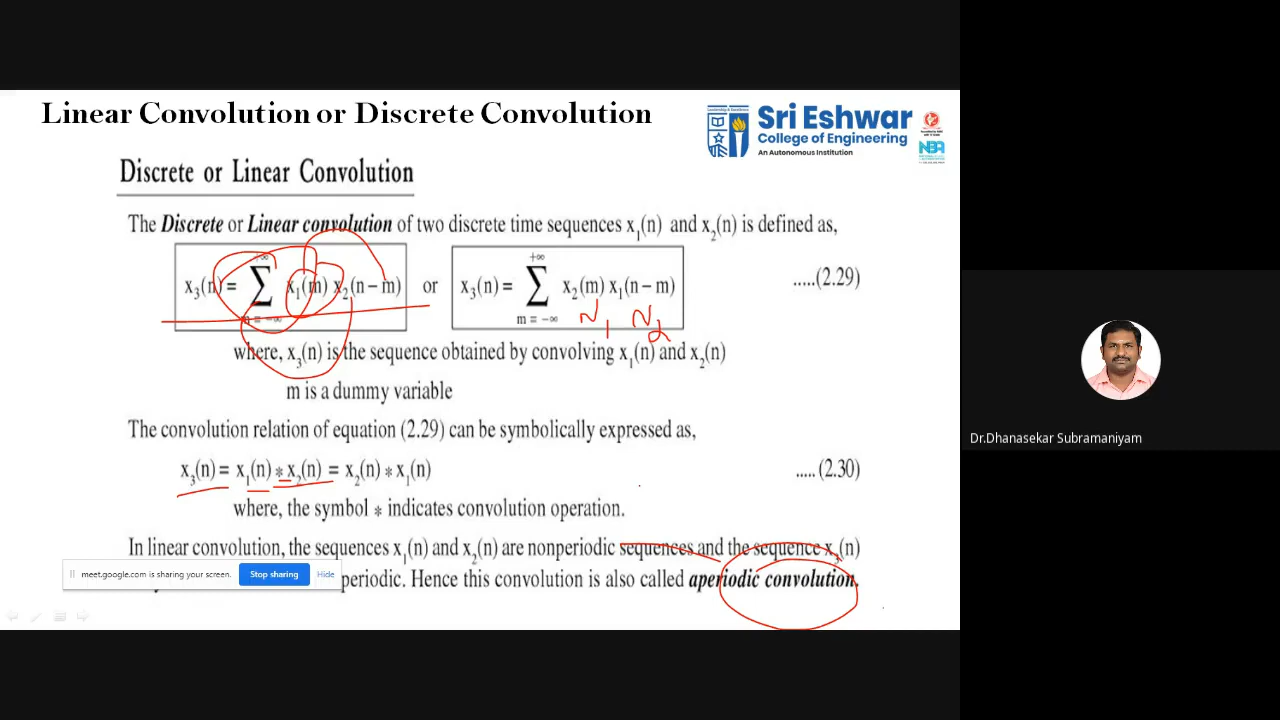 Linear Convolution or Discrete Convolution
Sri Eshwar
College of Engineering
An Autonomous Institution
NBA
Discrete or Linear Convolution
The Discrete or Linear convolution of two discrete time sequences x₁(n) and x₂(n) is defined as,
+∞
x₃(n) = Σ x₁(m) x₂(n – m) or x₃(n) = Σ x₂(m) x₁(n – m) .....(2.29)
m = –∞
+∞
m = –∞
N₁ N₂
where, x₃(n) is the sequence obtained by convolving x₁(n) and x₂(n)
m is a dummy variable
The convolution relation of equation (2.29) can be symbolically expressed as,
x₃(n) = x₁(n) * x₂(n) = x₂(n) * x₁(n) ..... (2.30)
where, the symbol * indicates convolution operation.
In linear convolution, the sequences x₁(n) and x₂(n) are nonperiodic sequences and the sequence x₃(n)
periodic. Hence this convolution is also called aperiodic convolution.
meet.google.com is sharing your screen. Stop sharing Hide
Dr.Dhanasekar Subramaniyam